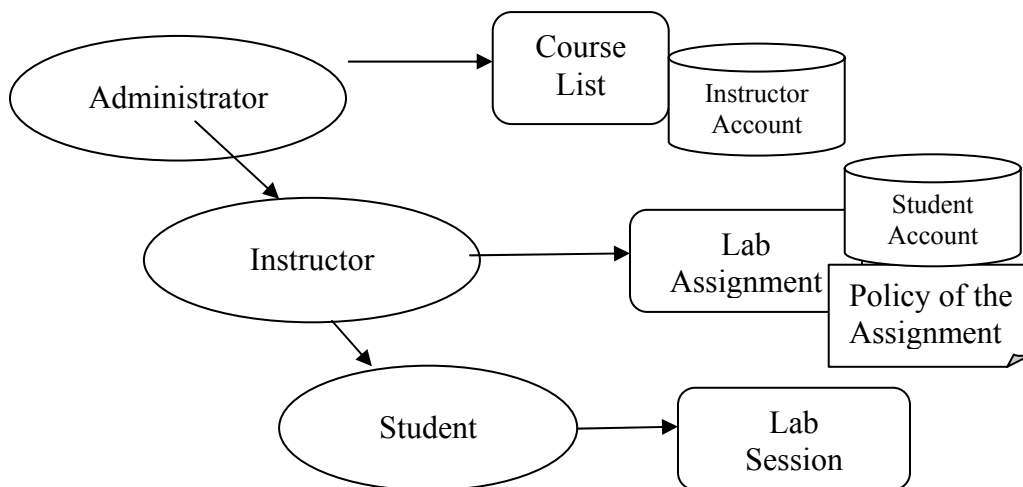 Administrator
Course
List
Instructor
Account
Instructor
Lab
Assignment
Student
Account
Policy of the
Assignment
Student
Lab
Session